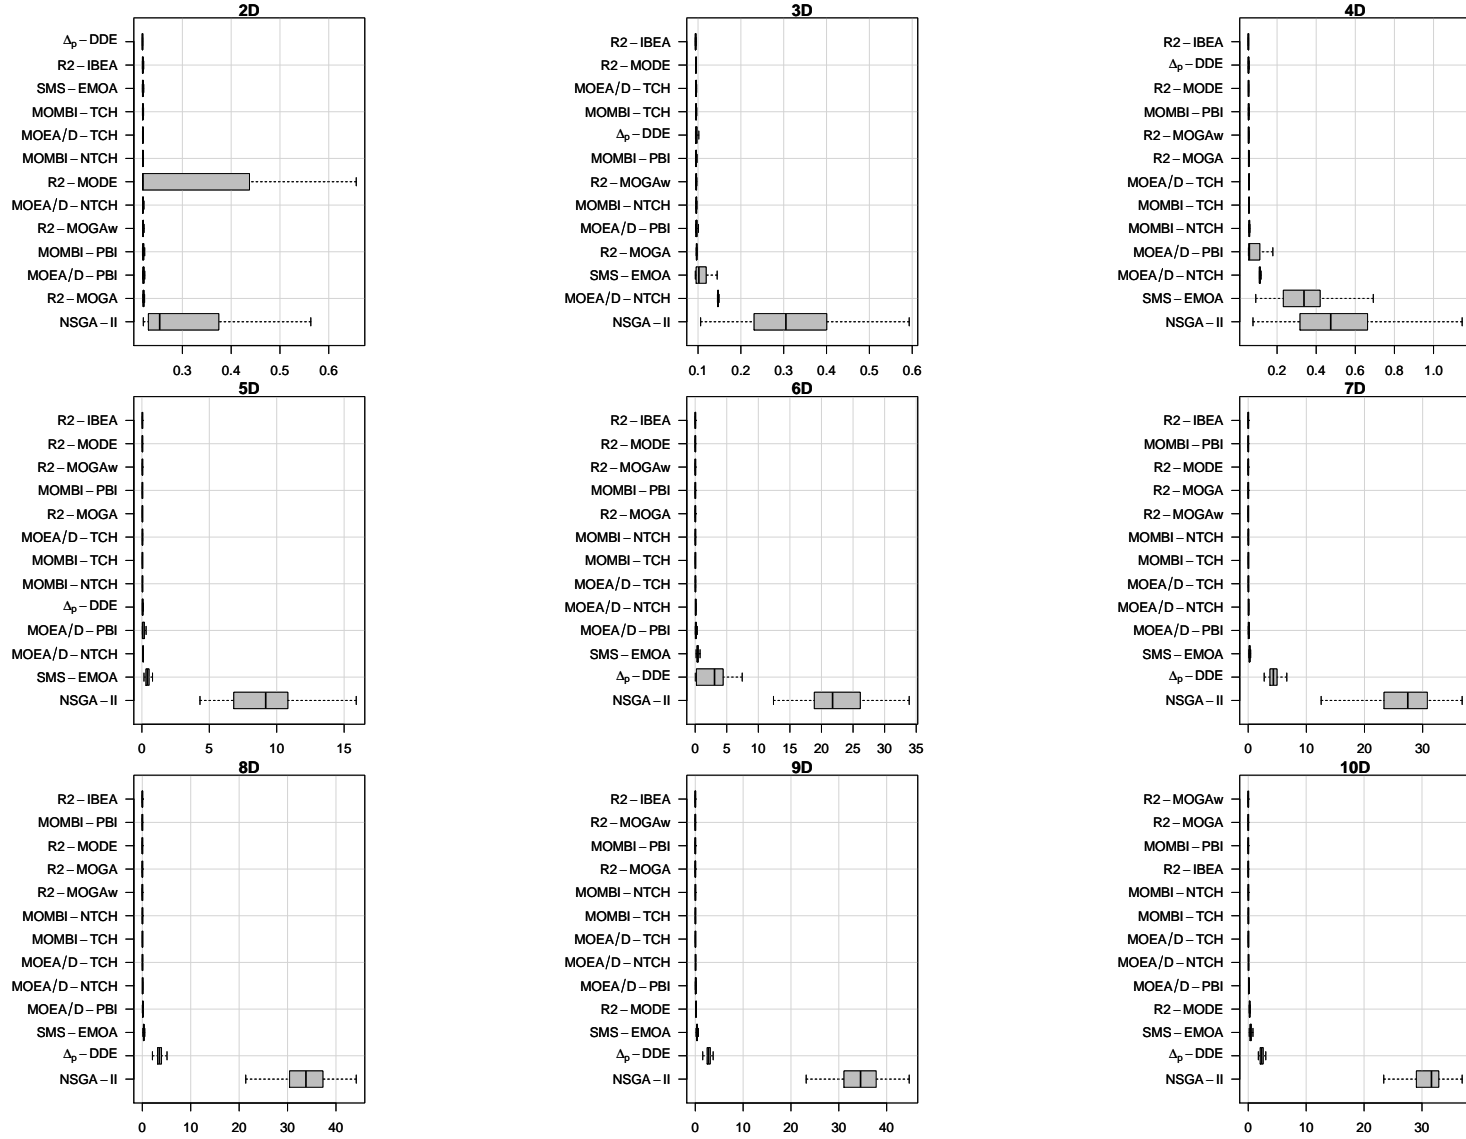 2D
Δp−DDE
R2−IBEA
SMS−EMOA
MOMBI−TCH
MOEA/D−TCH
MOMBI−NTCH
R2−MODE
MOEA/D−NTCH
R2−MOGAw
MOMBI−PBI
MOEA/D−PBI
R2−MOGA
NSGA−II
0.3 0.4 0.5 0.6
3D
R2−IBEA
R2−MODE
MOEA/D−TCH
MOMBI−TCH
Δp−DDE
MOMBI−PBI
R2−MOGAw
MOMBI−NTCH
MOEA/D−PBI
R2−MOGA
SMS−EMOA
MOEA/D−NTCH
NSGA−II
0.1 0.2 0.3 0.4 0.5 0.6
4D
R2−IBEA
Δp−DDE
R2−MODE
MOMBI−PBI
R2−MOGAw
R2−MOGA
MOEA/D−TCH
MOMBI−TCH
MOMBI−NTCH
MOEA/D−PBI
MOEA/D−NTCH
SMS−EMOA
NSGA−II
0.2 0.4 0.6 0.8 1.0
5D
R2−IBEA
R2−MODE
R2−MOGAw
MOMBI−PBI
R2−MOGA
MOEA/D−TCH
MOMBI−TCH
MOMBI−NTCH
Δp−DDE
MOEA/D−PBI
MOEA/D−NTCH
SMS−EMOA
NSGA−II
0 5 10 15
6D
R2−IBEA
R2−MODE
R2−MOGAw
MOMBI−PBI
R2−MOGA
MOMBI−NTCH
MOMBI−TCH
MOEA/D−TCH
MOEA/D−NTCH
MOEA/D−PBI
SMS−EMOA
Δp−DDE
NSGA−II
0 5 10 15 20 25 30 35
7D
R2−IBEA
MOMBI−PBI
R2−MODE
R2−MOGA
R2−MOGAw
MOMBI−NTCH
MOMBI−TCH
MOEA/D−TCH
MOEA/D−NTCH
MOEA/D−PBI
SMS−EMOA
Δp−DDE
NSGA−II
0 10 20 30
8D
R2−IBEA
MOMBI−PBI
R2−MODE
R2−MOGA
R2−MOGAw
MOMBI−NTCH
MOMBI−TCH
MOEA/D−TCH
MOEA/D−NTCH
MOEA/D−PBI
SMS−EMOA
Δp−DDE
NSGA−II
0 10 20 30 40
9D
R2−IBEA
R2−MOGAw
MOMBI−PBI
R2−MOGA
MOMBI−NTCH
MOMBI−TCH
MOEA/D−TCH
MOEA/D−NTCH
MOEA/D−PBI
R2−MODE
SMS−EMOA
Δp−DDE
NSGA−II
0 10 20 30 40
10D
R2−MOGAw
R2−MOGA
MOMBI−PBI
R2−IBEA
MOMBI−NTCH
MOMBI−TCH
MOEA/D−TCH
MOEA/D−NTCH
MOEA/D−PBI
R2−MODE
SMS−EMOA
Δp−DDE
NSGA−II
0 10 20 30